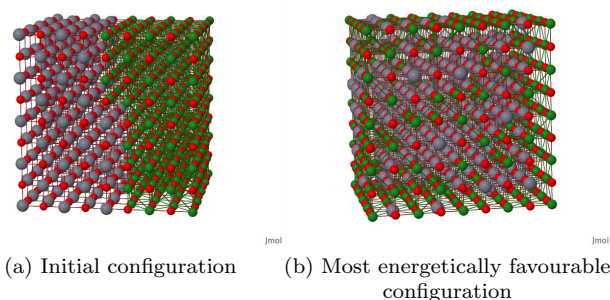 Jmol
Jmol
(a) Initial configuration
(b) Most energetically favourable
configuration